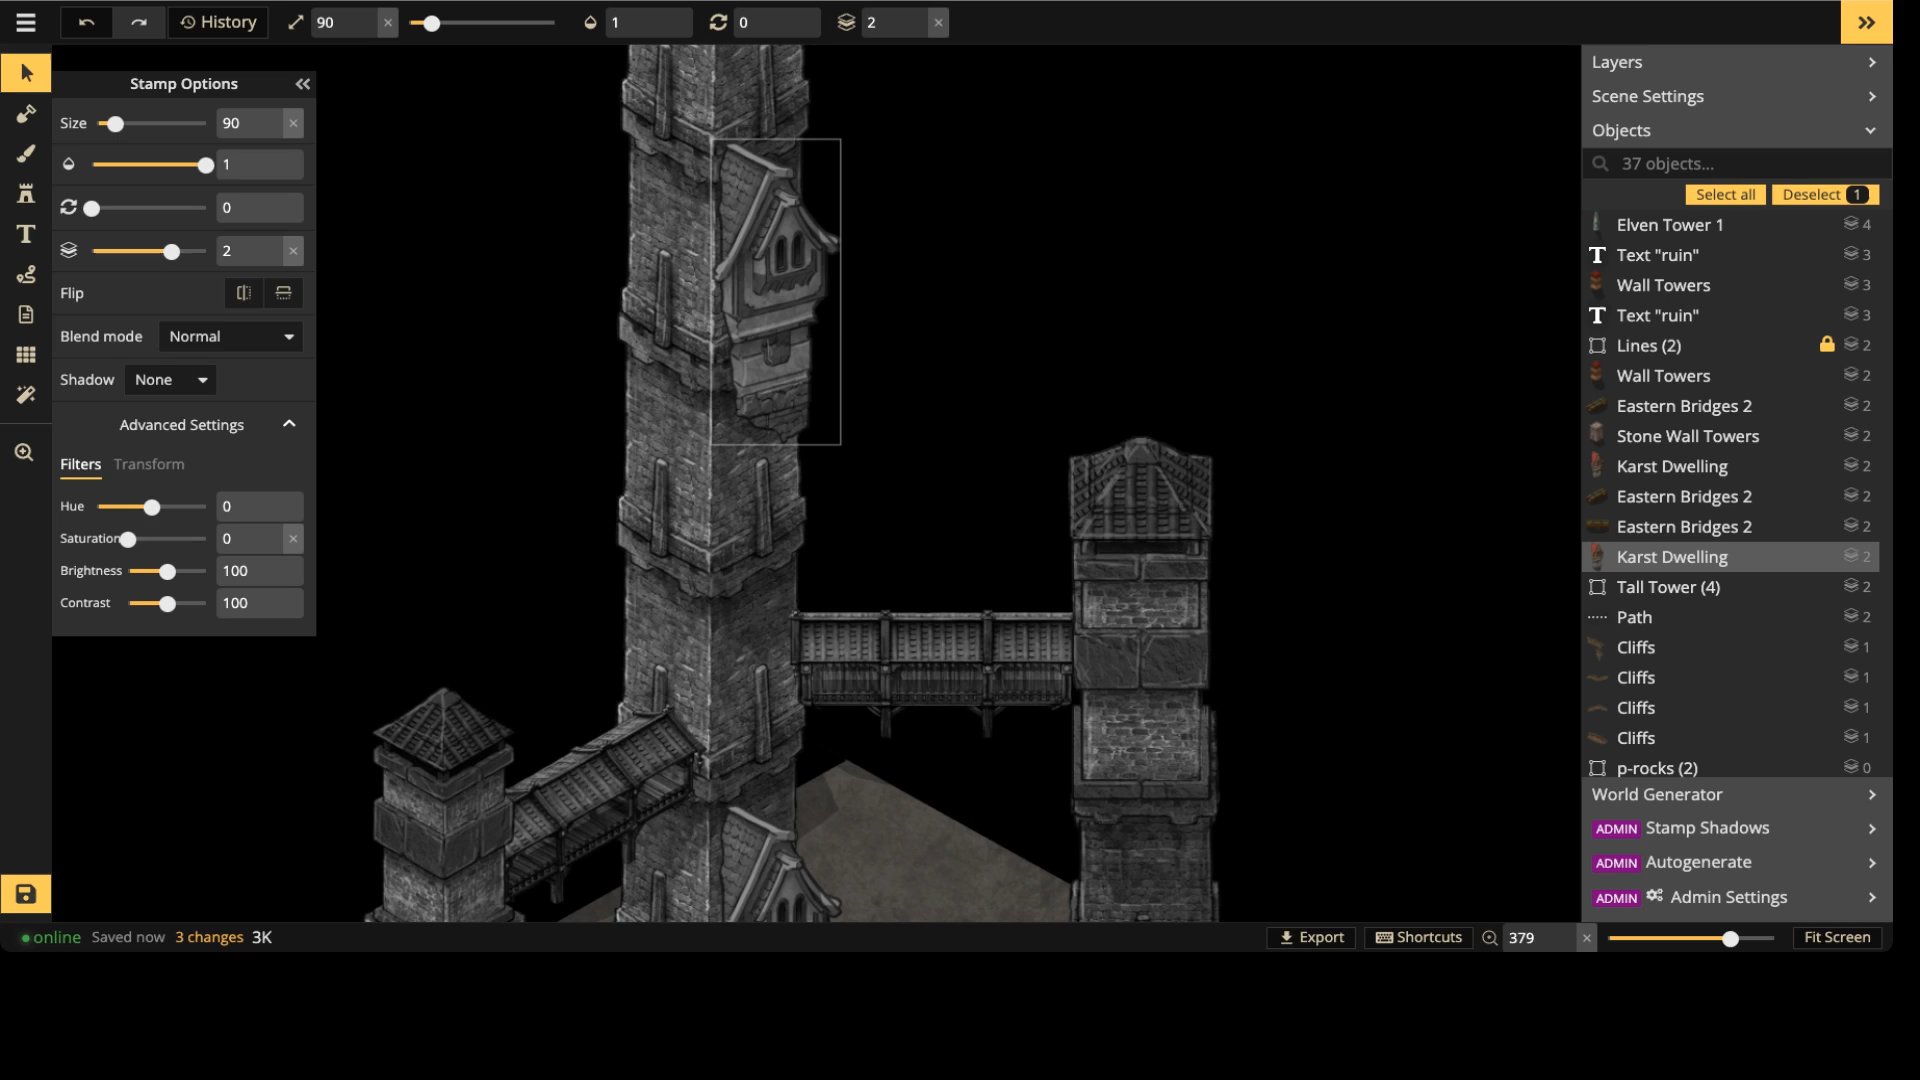 History
90
1
0
2
Stamp Options
Size
90
1
0
2
Flip
Blend mode
Normal
Shadow
None
Advanced Settings
Filters
Transform
Hue
0
Saturation
0
Brightness
100
Contrast
100
Layers
Scene Settings
Objects
37 objects...
Select all
Deselect 1
Elven Tower 1 4
T Text "ruin" 3
Wall Towers 3
T Text "ruin" 3
Lines (2) 2
Wall Towers 2
Eastern Bridges 2 2
Stone Wall Towers 2
Karst Dwelling 2
Eastern Bridges 2 2
Eastern Bridges 2 2
Karst Dwelling 2
Tall Tower (4) 2
Path 2
Cliffs 1
Cliffs 1
Cliffs 1
Cliffs 1
p-rocks (2) 0
World Generator
ADMIN Stamp Shadows
ADMIN Autogenerate
ADMIN Admin Settings
online Saved now 3 changes 3K
Export
Shortcuts
379
Fit Screen